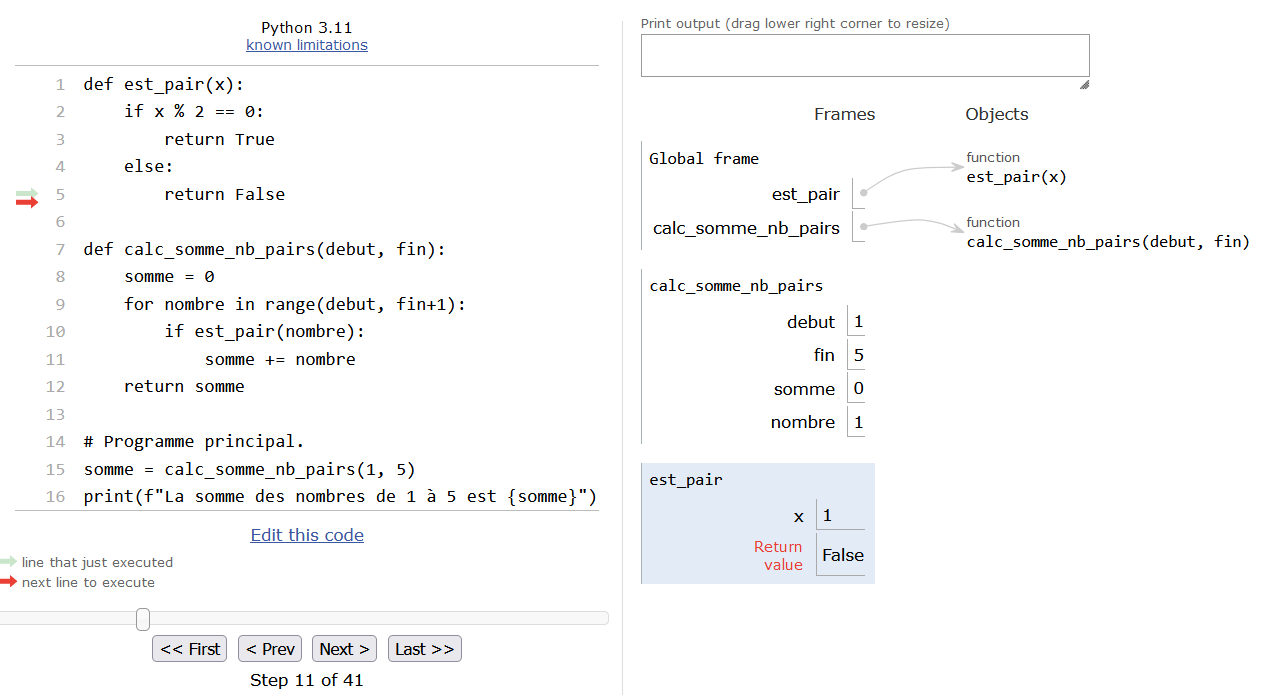 Python 3.11
known limitations
1 def est_pair(x):
2     if x % 2 == 0:
3         return True
4     else:
5         return False
6
7 def calc_somme_nb_pairs(debut, fin):
8     somme = 0
9     for nombre in range(debut, fin+1):
10         if est_pair(nombre):
11             somme += nombre
12     return somme
13
14 # Programme principal.
15 somme = calc_somme_nb_pairs(1, 5)
16 print(f"La somme des nombres de 1 à 5 est {somme}")
Edit this code
line that just executed
next line to execute
<< First < Prev Next > Last >>
Step 11 of 41
Print output (drag lower right corner to resize)
Frames Objects
Global frame
est_pair
calc_somme_nb_pairs
function
est_pair(x)
function
calc_somme_nb_pairs(debut, fin)
calc_somme_nb_pairs
debut 1
fin 5
somme 0
nombre 1
est_pair
x 1
Return
value False